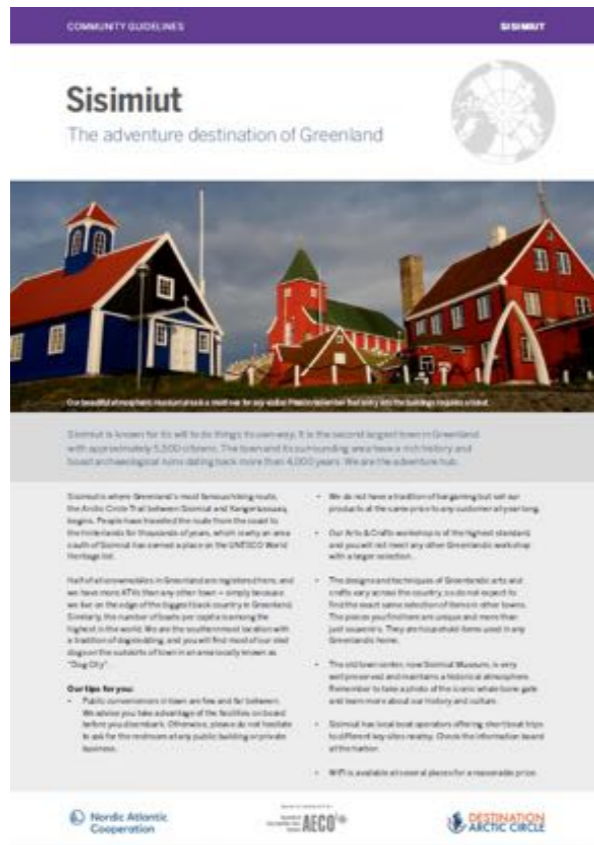 COMMUNITY GUIDELINES
SISIMIUT
Sisimiut
The adventure destination of Greenland
Our beautiful atmospheric museum area is a must see for any visitor. Please remember that entry into the buildings requires a ticket.
Sisimiut is known for its will to do things its own way. It is the second largest town in Greenland
with approximately 5,500 citizens. The town and its surrounding area have a rich history and
boast archaeological ruins dating back more than 4,000 years. We are the adventure hub.
Sisimiut is where Greenland's most famous hiking route,
the Arctic Circle Trail between Sisimiut and Kangerlussuaq,
begins. People have travelled the route from the coast to
the hinterlands for thousands of years, which is why an area
south of Sisimiut has earned a place on the UNESCO World
Heritage list.
Half of all snowmobiles in Greenland are registered here, and
we have more ATVs than any other town – simply because
we live on the edge of the biggest back country in Greenland.
Similarly, the number of boats per capita is among the
highest in the world. We are the southernmost location with
a tradition of dogsledding, and you will find most of our sled
dogs on the outskirts of town in an area locally known as
"Dog City".
Our tips for you:
• Public conveniences in town are few and far between.
We advise you take advantage of the facilities on board
before you disembark. Otherwise, please do not hesitate
to ask for the restroom at any public building or private
business.
• We do not have a tradition of bargaining but sell our
products at the same price to any customer all year long.
• Our Arts & Crafts workshop is of the highest standard,
and you will not meet any other Greenlandic workshop
with a larger selection.
• The designs and techniques of Greenlandic arts and
crafts vary across the country, so do not expect to
find the exact same selection of items in other towns.
The pieces you find here are unique and more than
just souvenirs. They are household items used in any
Greenlandic home.
• The old town center, now Sisimiut Museum, is very
well preserved and maintains a historical atmosphere.
Remember to take a photo of the iconic whale bone gate
and learn more about our history and culture.
• Sisimiut has local boat operators offering short boat trips
to different key sites nearby. Check the information board
at the harbor.
• WiFi is available at several places for a reasonable price.
Nordic Atlantic
Cooperation
AECO
DESTINATION
ARCTIC CIRCLE